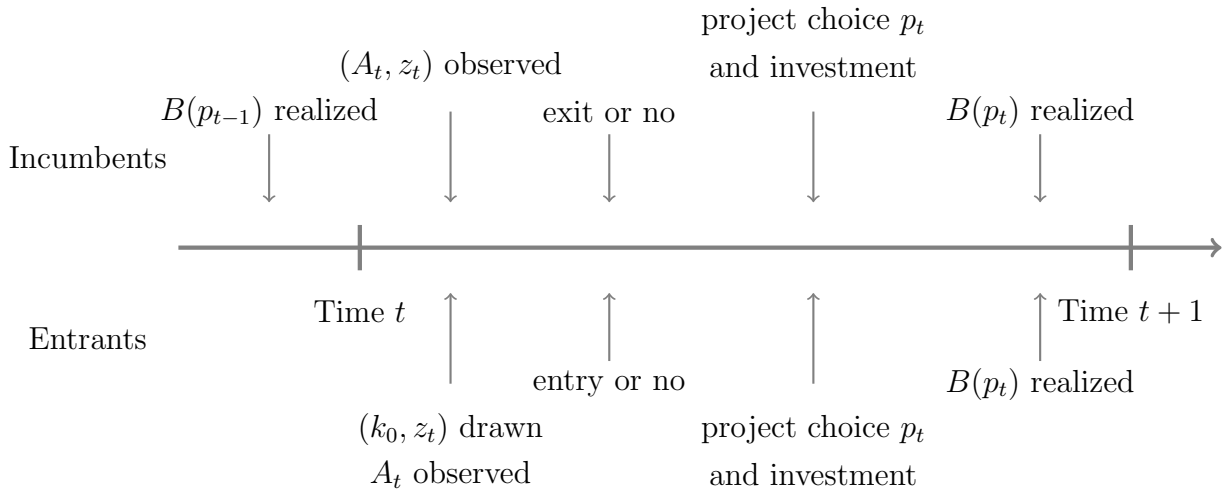 project choice p_t
and investment
(A_t, z_t) observed
B(p_{t−1}) realized
exit or no
B(p_t) realized
Incumbents
Time t
Time t + 1
Entrants
entry or no
B(p_t) realized
(k_0, z_t) drawn
A_t observed
project choice p_t
and investment